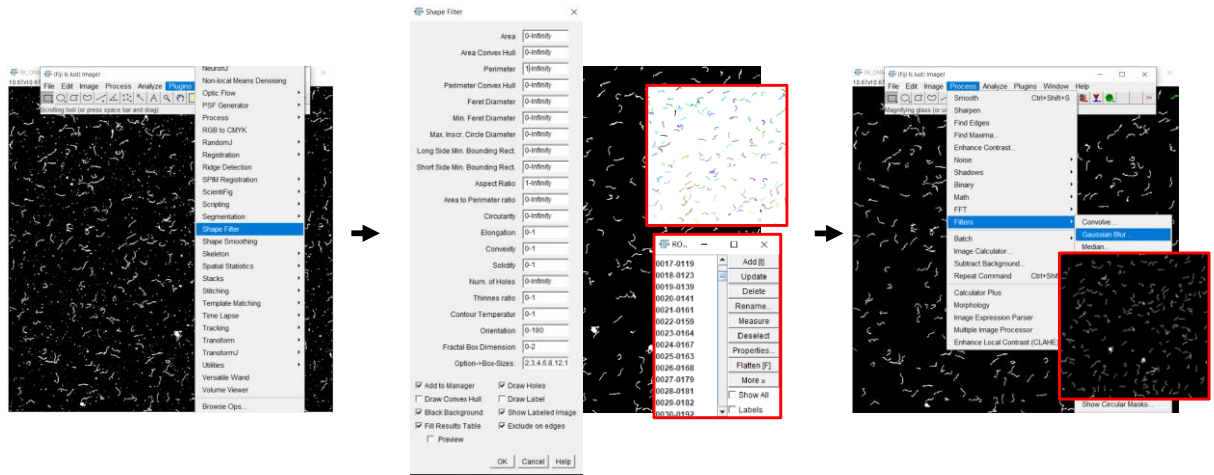 (Fiji Is Just) ImageJ
File Edit Image Process Analyze Plugins
Scrolling tool (or press space bar and drag)
NeuronJ
Non-local Means Denoising
Optic Flow
PSF Generator
Process
RGB to CMYK
RandomJ
Registration
Ridge Detection
SPIM Registration
ScientiFig
Scripting
Segmentation
Shape Filter
Shape Smoothing
Skeleton
Spatial Statistics
Stacks
Stitching
Template Matching
Time Lapse
Tracking
Transform
TransformJ
Utilities
Versatile Wand
Volume Viewer
Browse Ops...
Shape Filter
Area 0-Infinity
Area Convex Hull 0-Infinity
Perimeter 1-Infinity
Perimeter Convex Hull 0-Infinity
Feret Diameter 0-Infinity
Min. Feret Diameter 0-Infinity
Max. Inscr. Circle Diameter 0-Infinity
Long Side Min. Bounding Rect. 0-Infinity
Short Side Min. Bounding Rect. 0-Infinity
Aspect Ratio 1-Infinity
Area to Perimeter ratio 0-Infinity
Circularity 0-Infinity
Elongation 0-1
Convexity 0-1
Solidity 0-1
Num. of Holes 0-Infinity
Thinnes ratio 0-1
Contour Temperatur 0-1
Orientation 0-180
Fractal Box Dimension 0-2
Option->Box-Sizes: 2,3,4,6,8,12,1
Add to Manager Draw Holes
Draw Convex Hull Draw Label
Black Background Show Labeled Image
Fill Results Table Exclude on edges
Preview
OK Cancel Help
RO..
0017-0119 Add [t]
0018-0123 Update
0019-0139 Delete
0020-0141 Rename...
0021-0161 Measure
0022-0159 Deselect
0023-0164 Properties...
0024-0167 Flatten [F]
0025-0163 More »
0026-0168 Show All
0027-0179 Labels
0028-0181
0029-0182
0030-0192
(Fiji Is Just) ImageJ
File Edit Image Process Analyze Plugins Window Help
Magnifying glass (or
Smooth Ctrl+Shift+S
Sharpen
Find Edges
Find Maxima...
Enhance Contrast...
Noise
Shadows
Binary
Math
FFT
Filters
Batch
Image Calculator...
Subtract Background...
Repeat Command Ctrl+Shift
Calculator Plus
Morphology
Image Expression Parser
Multiple Image Processor
Enhance Local Contrast (CLAHE)
Convolve...
Gaussian Blur...
Median...
Show Circular Masks...